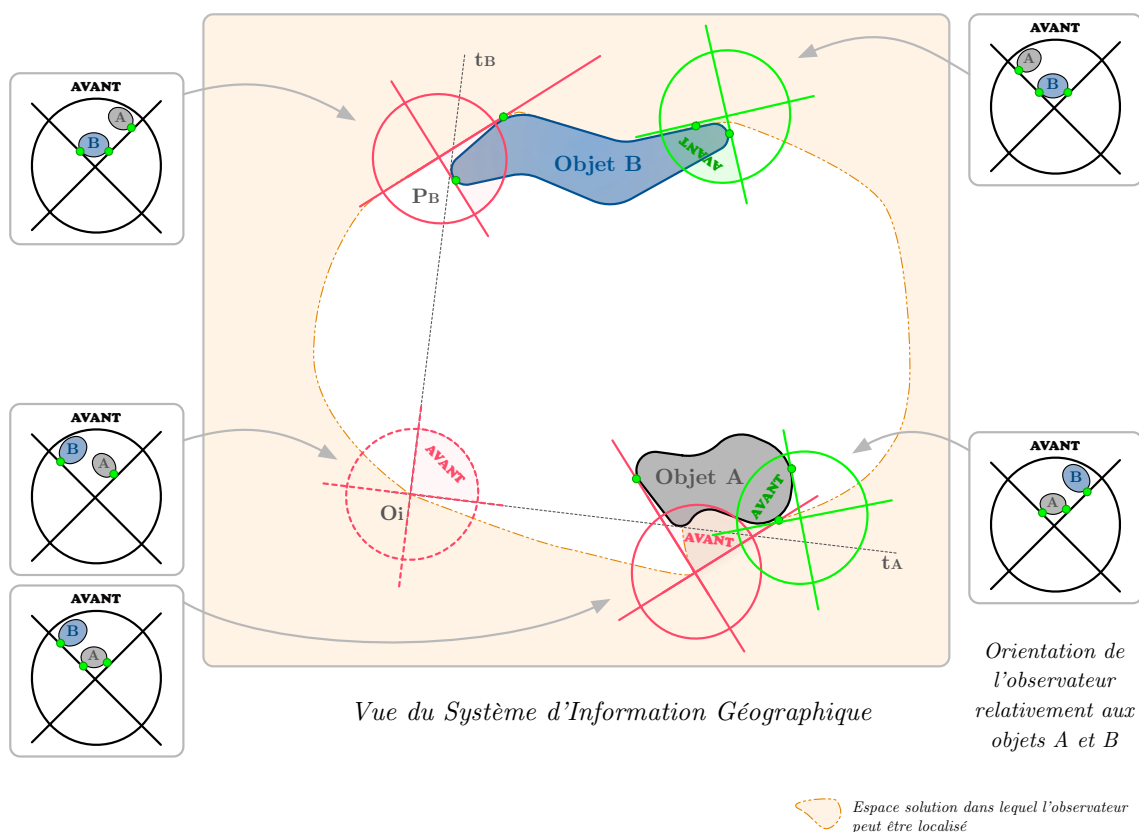 AVANT
A
B
AVANT
B
A
AVANT
B
A
tB
PB
Objet B
AVANT
AVANT
Oi
Objet A
AVANT
AVANT
tA
AVANT
A
B
AVANT
B
A
Vue du Système d'Information Géographique
Orientation de
l'observateur
relativement aux
objets A et B
Espace solution dans lequel l'observateur
peut être localisé